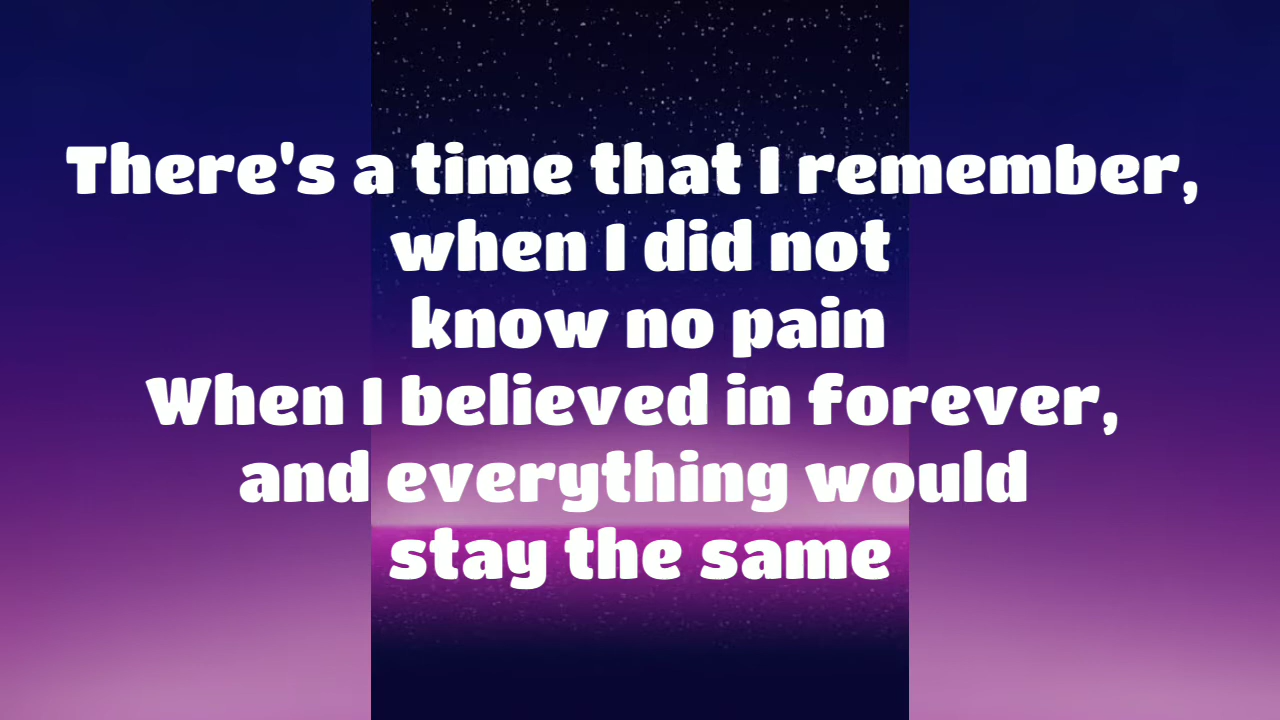 There's a time that I remember,
when I did not
know no pain
When I believed in forever,
and everything would
stay the same